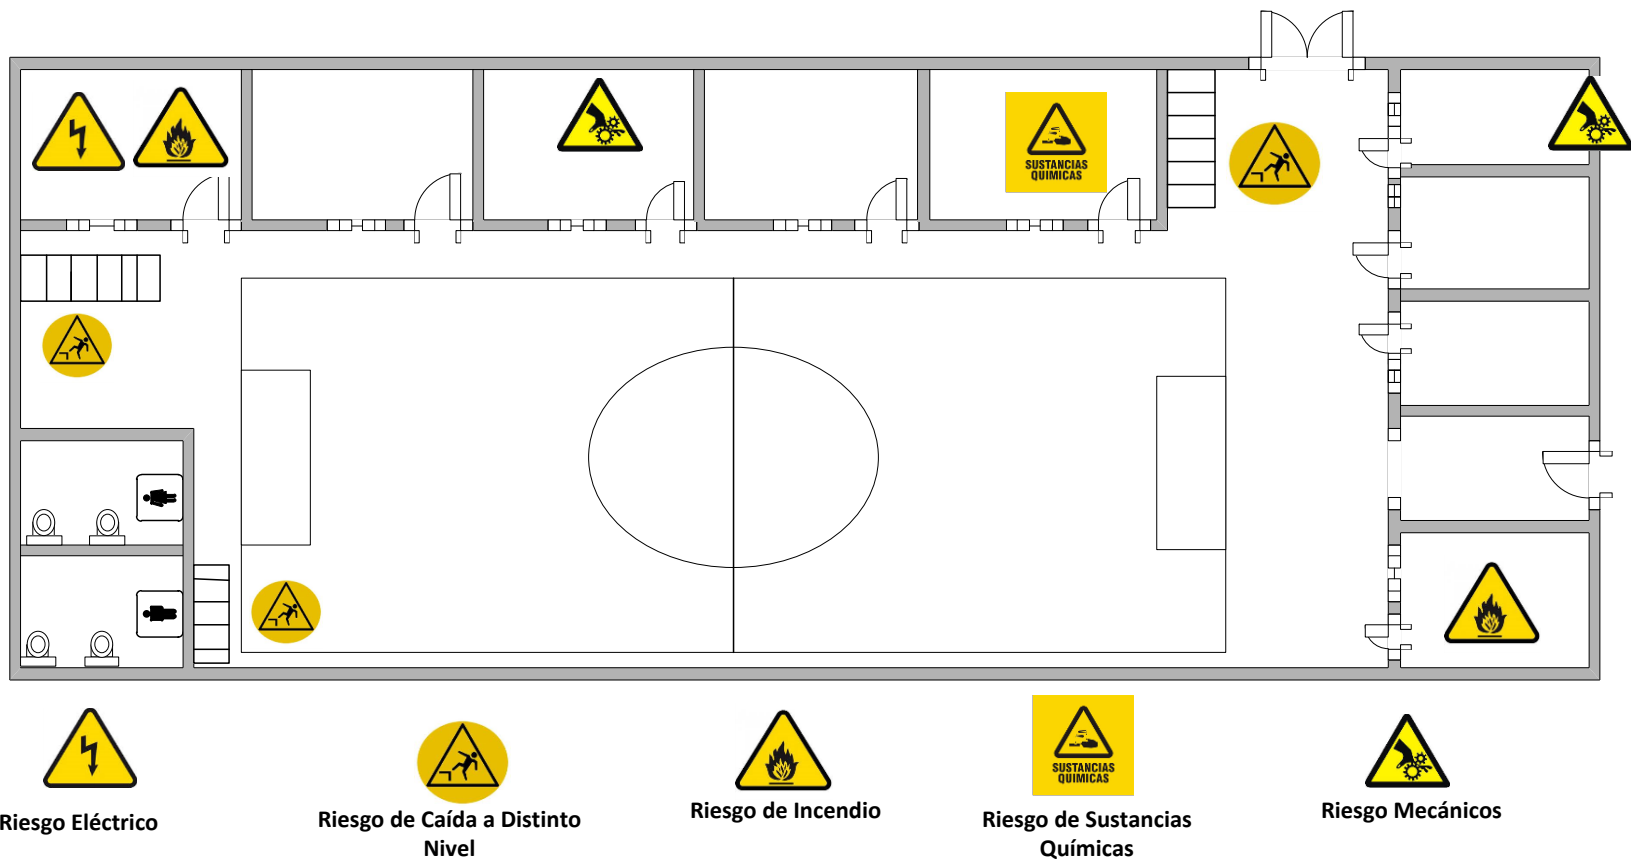 SUSTANCIAS
QUIMICAS
SUSTANCIAS
QUIMICAS
Riesgo Eléctrico
Riesgo de Caída a Distinto
Nivel
Riesgo de Incendio
Riesgo de Sustancias
Químicas
Riesgo Mecánicos